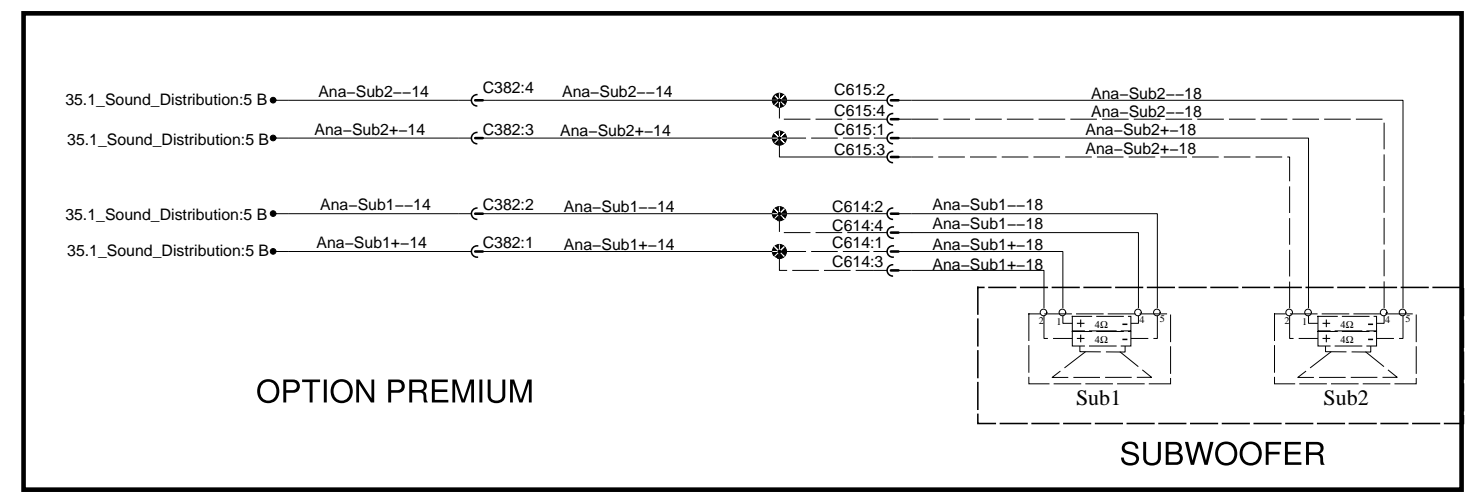 35.1_Sound_Distribution:5 B Ana−Sub2−−14 C382:4 Ana−Sub2−−14 C615:2 Ana−Sub2−−18
C615:4 Ana−Sub2−−18
35.1_Sound_Distribution:5 B Ana−Sub2+−14 C382:3 Ana−Sub2+−14 C615:1 Ana−Sub2+−18
C615:3 Ana−Sub2+−18
35.1_Sound_Distribution:5 B Ana−Sub1−−14 C382:2 Ana−Sub1−−14 C614:2 Ana−Sub1−−18
C614:4 Ana−Sub1−−18
35.1_Sound_Distribution:5 B Ana−Sub1+−14 C382:1 Ana−Sub1+−14 C614:1 Ana−Sub1+−18
C614:3 Ana−Sub1+−18
2 1 + 4Ω - 4 5 2 1 + 4Ω - 4 5
+ 4Ω - + 4Ω -
Sub1 Sub2
OPTION PREMIUM
SUBWOOFER